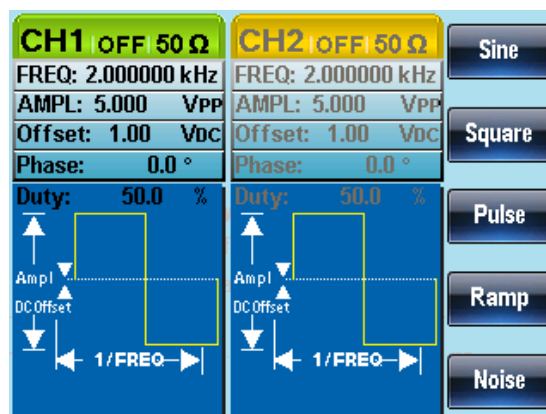 CH1 OFF 50 Ω
FREQ: 2.000000 kHz
AMPL: 5.000 VPP
Offset: 1.00 VDC
Phase: 0.0 °
Duty: 50.0 %
Ampl
DC Offset
1/FREQ
CH2 OFF 50 Ω
FREQ: 2.000000 kHz
AMPL: 5.000 VPP
Offset: 1.00 VDC
Phase: 0.0 °
Duty: 50.0 %
Ampl
DC Offset
1/FREQ
Sine
Square
Pulse
Ramp
Noise